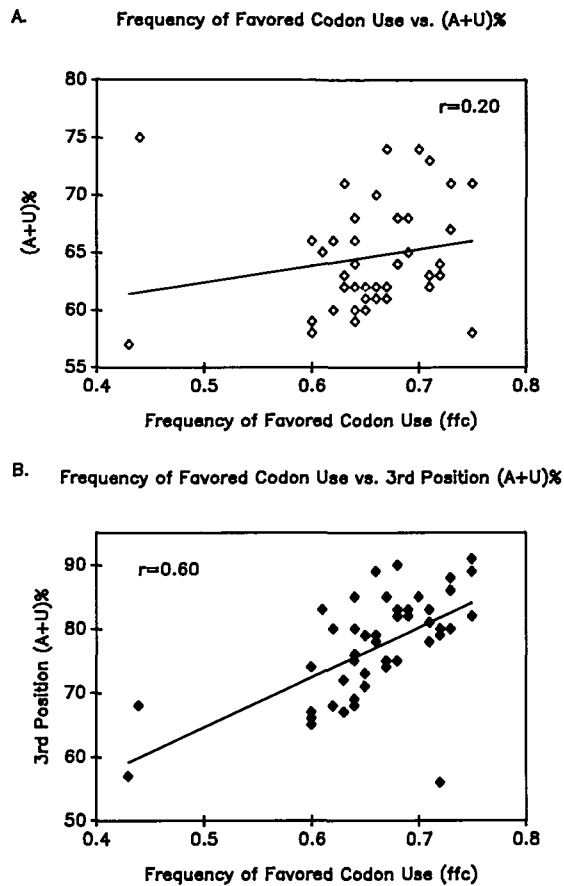 A. Frequency of Favored Codon Use vs. (A+U)%
80
r=0.20
75
70
(A+U)%
65
60
55
0.4 0.5 0.6 0.7 0.8
Frequency of Favored Codon Use (ffc)
B. Frequency of Favored Codon Use vs. 3rd Position (A+U)%
r=0.60
90
80
3rd Position (A+U)%
70
60
50
0.4 0.5 0.6 0.7 0.8
Frequency of Favored Codon Use (ffc)